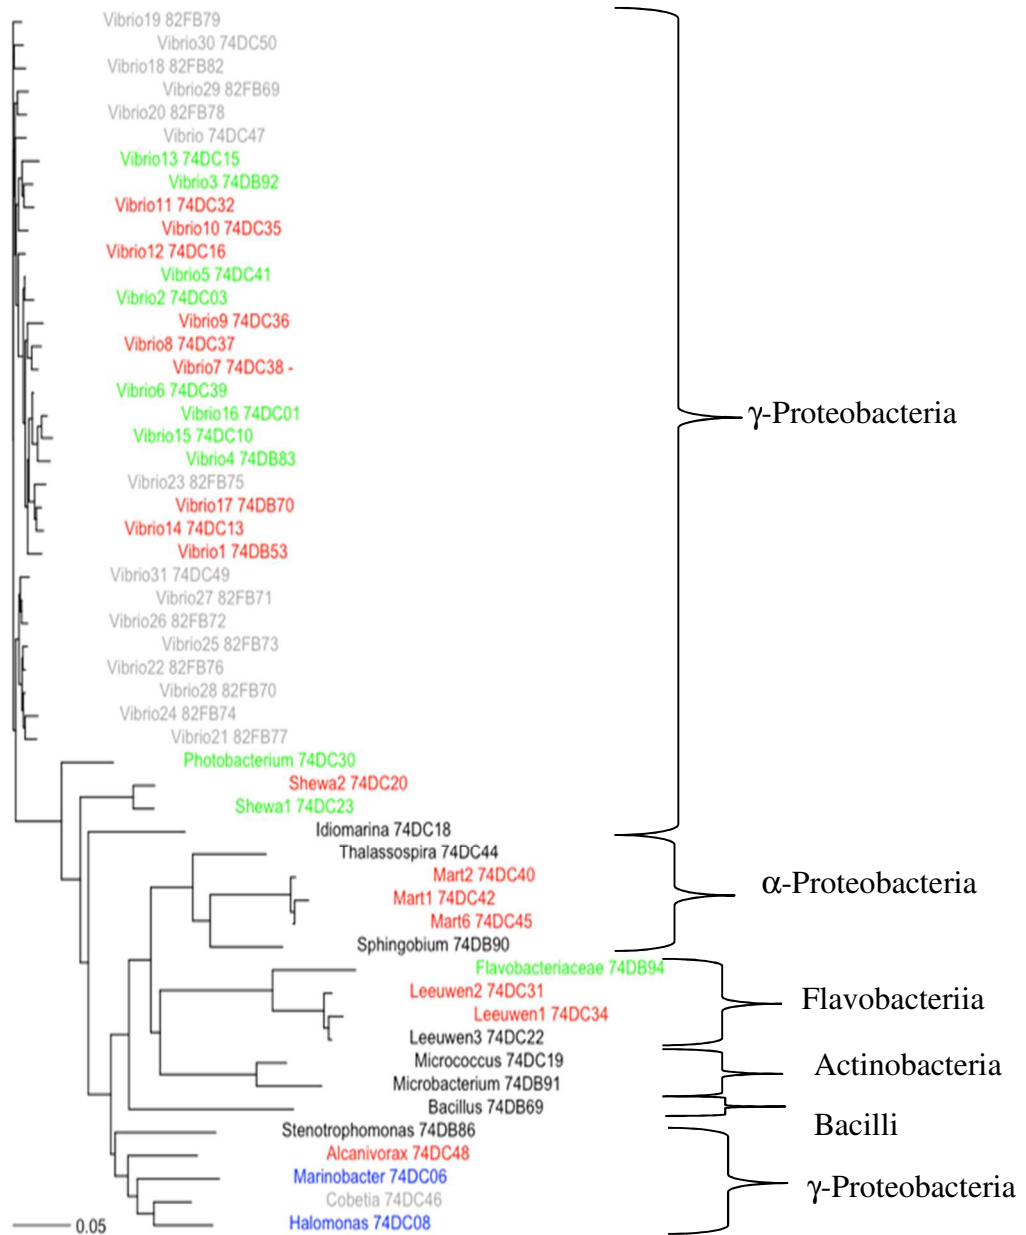 Vibrio19 82FB79
Vibrio30 74DC50
Vibrio18 82FB82
Vibrio29 82FB69
Vibrio20 82FB78
Vibrio 74DC47
Vibrio13 74DC15
Vibrio3 74DB92
Vibrio11 74DC32
Vibrio10 74DC35
Vibrio12 74DC16
Vibrio5 74DC41
Vibrio2 74DC03
Vibrio9 74DC36
Vibrio8 74DC37
Vibrio7 74DC38 -
Vibrio6 74DC39
Vibrio16 74DC01
γ-Proteobacteria
Vibrio15 74DC10
Vibrio4 74DB83
Vibrio23 82FB75
Vibrio17 74DB70
Vibrio14 74DC13
Vibrio1 74DB53
Vibrio31 74DC49
Vibrio27 82FB71
Vibrio26 82FB72
Vibrio25 82FB73
Vibrio22 82FB76
Vibrio28 82FB70
Vibrio24 82FB74
Vibrio21 82FB77
Photobacterium 74DC30
Shewa2 74DC20
Shewa1 74DC23
Idiomarina 74DC18
Thalassospira 74DC44
Mart2 74DC40
α-Proteobacteria
Mart1 74DC42
Mart6 74DC45
Sphingobium 74DB90
Flavobacteriaceae 74DB94
Leeuwen2 74DC31
Flavobacteriia
Leeuwen1 74DC34
Leeuwen3 74DC22
Micrococcus 74DC19
Actinobacteria
Microbacterium 74DB91
Bacillus 74DB69
Bacilli
Stenotrophomonas 74DB86
Alcanivorax 74DC48
Marinobacter 74DC06
γ-Proteobacteria
Cobetia 74DC46
Halomonas 74DC08
0.05